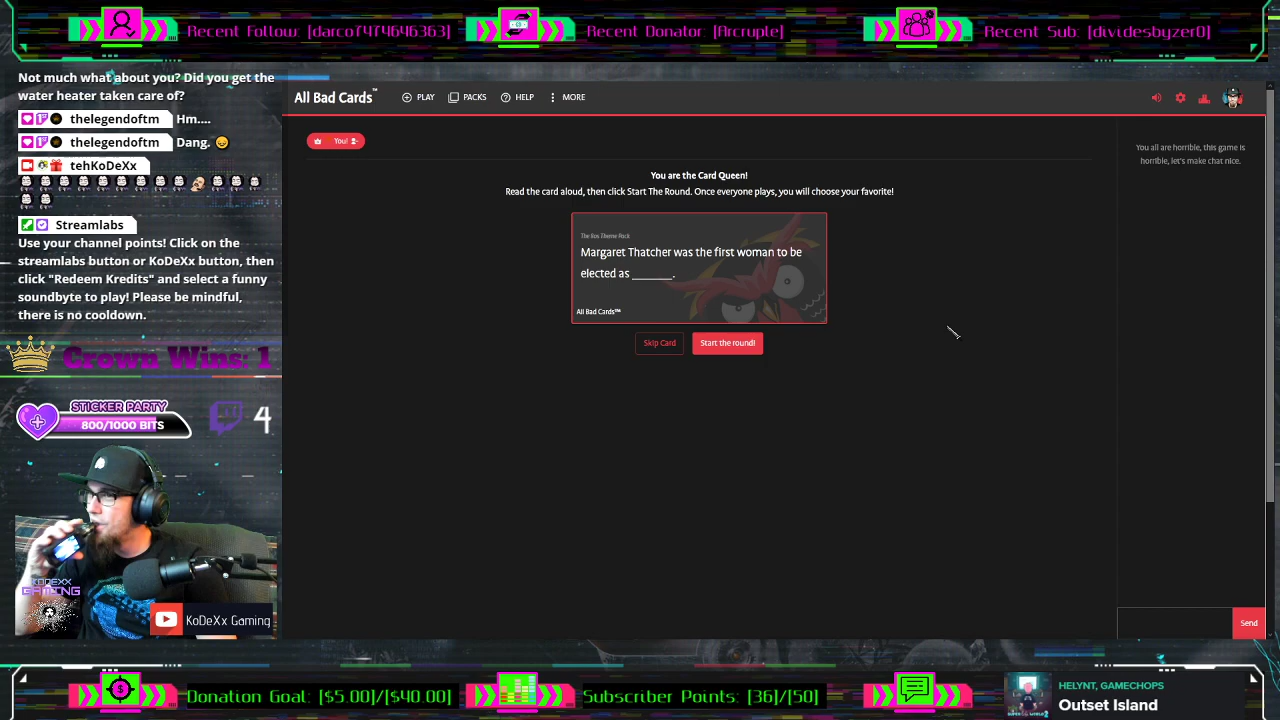 Recent Follow: [darco7474646363]
Recent Donator: [Arcruple]
Recent Sub: [dividesbyzer0]
Not much what about you? Did you get the
water heater taken care of?
thelegendoftm Hm....
thelegendoftm Dang. 😔
tehKoDeXx
Streamlabs
Use your channel points! Click on the
streamlabs button or KoDeXx button, then
click "Redeem Kredits" and select a funny
soundbyte to play! Please be mindful,
there is no cooldown.
Crown Wins: 1
STICKER PARTY
800/1000 BITS
4
KODEXX
GAMING
KoDeXx Gaming
All Bad Cards™
PLAY
PACKS
HELP
MORE
You!
You are the Card Queen!
Read the card aloud, then click Start The Round. Once everyone plays, you will choose your favorite!
The 80s Theme Pack
Margaret Thatcher was the first woman to be
elected as _______.
All Bad Cards™
Skip Card
Start the round!
You all are horrible, this game is
horrible, let's make chat nice.
Send
Donation Goal: [$5.00]/[$40.00]
Subscriber Points: [36]/[50]
HELYNT, GAMECHOPS
Outset Island